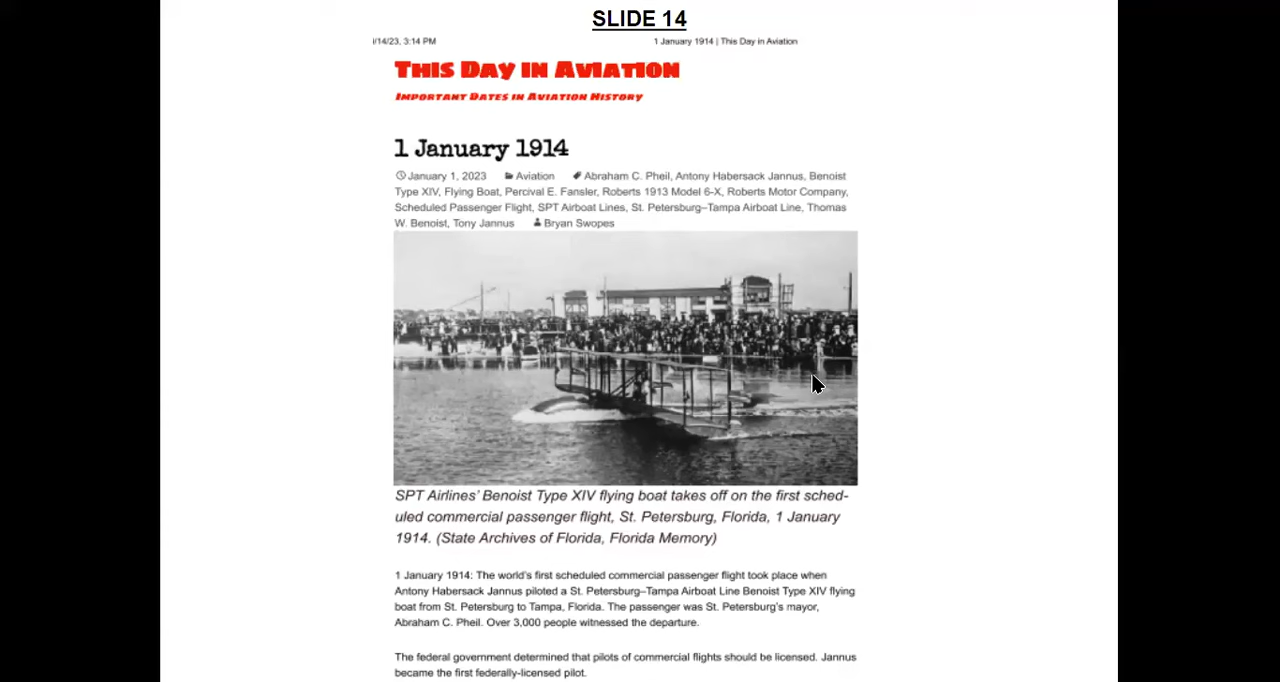 SLIDE 14
/14/23, 3:14 PM 1 January 1914 | This Day in Aviation
THIS DAY IN AVIATION
IMPORTANT DATES IN AVIATION HISTORY
1 January 1914
January 1, 2023 Aviation Abraham C. Pheil, Antony Habersack Jannus, Benoist
Type XIV, Flying Boat, Percival E. Fansler, Roberts 1913 Model 6-X, Roberts Motor Company,
Scheduled Passenger Flight, SPT Airboat Lines, St. Petersburg–Tampa Airboat Line, Thomas
W. Benoist, Tony Jannus Bryan Swopes
SPT Airlines’ Benoist Type XIV flying boat takes off on the first sched-
uled commercial passenger flight, St. Petersburg, Florida, 1 January
1914. (State Archives of Florida, Florida Memory)
1 January 1914: The world’s first scheduled commercial passenger flight took place when
Antony Habersack Jannus piloted a St. Petersburg–Tampa Airboat Line Benoist Type XIV flying
boat from St. Petersburg to Tampa, Florida. The passenger was St. Petersburg’s mayor,
Abraham C. Pheil. Over 3,000 people witnessed the departure.
The federal government determined that pilots of commercial flights should be licensed. Jannus
became the first federally-licensed pilot.